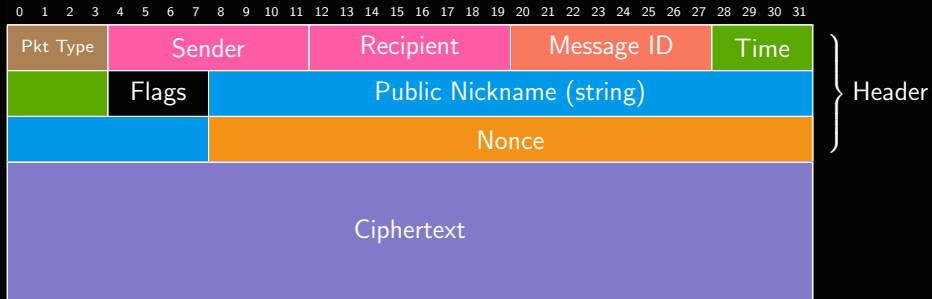 0 1 2 3 4 5 6 7 8 9 10 11 12 13 14 15 16 17 18 19 20 21 22 23 24 25 26 27 28 29 30 31
Pkt Type Sender Recipient Message ID Time
Flags Public Nickname (string) Header
Nonce
Ciphertext